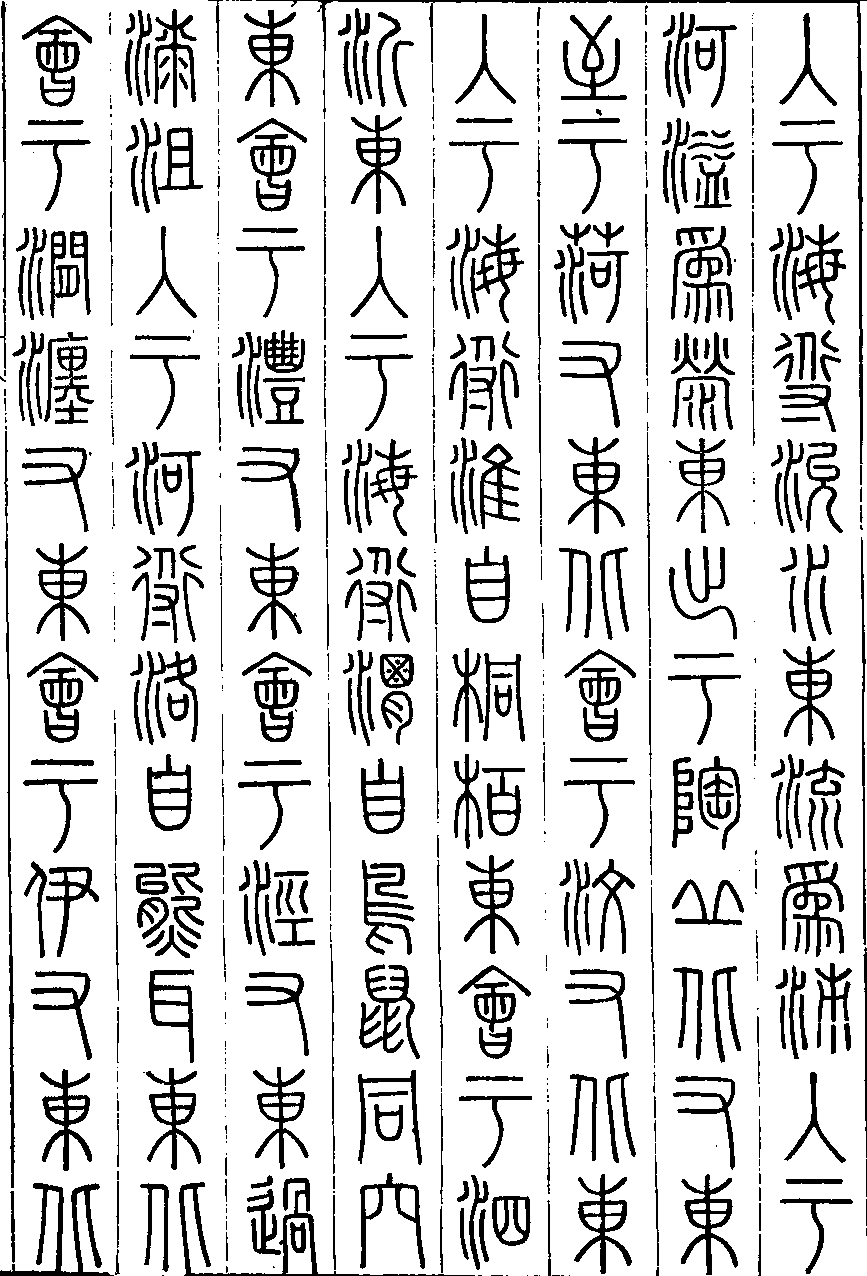 入于海導沇水東流爲泲入于
河溢爲滎東出于陶丘北又東
至于菏又東北會于汶又北東
入于海導淮自桐柏東會于泗
沂東入于海導渭自鳥鼠同穴
東會于灃又東會于涇又東過
漆沮入于河導洛自熊耳東北
會于澗瀍又東會于伊又東北